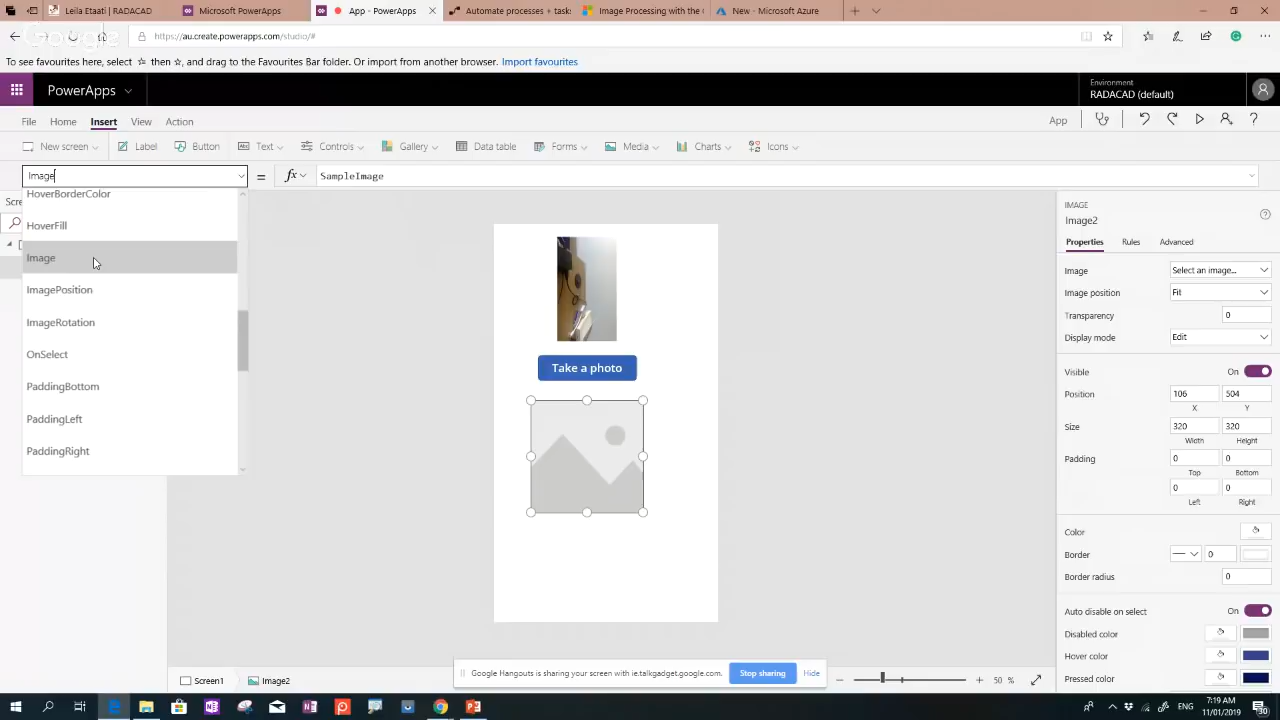 Leila Etaati | RADACAD
Microsoft PowerApps
App - PowerApps
Automate processes + task
Image Processing with the C
New - Microsoft Azure
https://au.create.powerapps.com/studio/#
To see favourites here, select ☆ then ☆, and drag to the Favourites Bar folder. Or import from another browser. Import favourites
PowerApps
Environment
RADACAD (default)
File Home Insert View Action
App
New screen Label Button Text Controls Gallery Data table Forms Media Charts Icons
Image = fx SampleImage
HoverBorderColor
HoverFill
Image
ImagePosition
ImageRotation
OnSelect
PaddingBottom
PaddingLeft
PaddingRight
Scre
Take a photo
IMAGE
Image2
Properties Rules Advanced
Image Select an image...
Image position Fit
Transparency 0
Display mode Edit
Visible On
Position 106 504
X Y
Size 320 320
Width Height
Padding 0 0
Top Bottom
0 0
Left Right
Color
Border 0
Border radius 0
Auto disable on select On
Disabled color
Hover color
Pressed color
Screen1 Image2
Google Hangouts is sharing your screen with ie.talkgadget.google.com. Stop sharing Hide
50 %
ENG
7:19 AM
11/01/2019
30